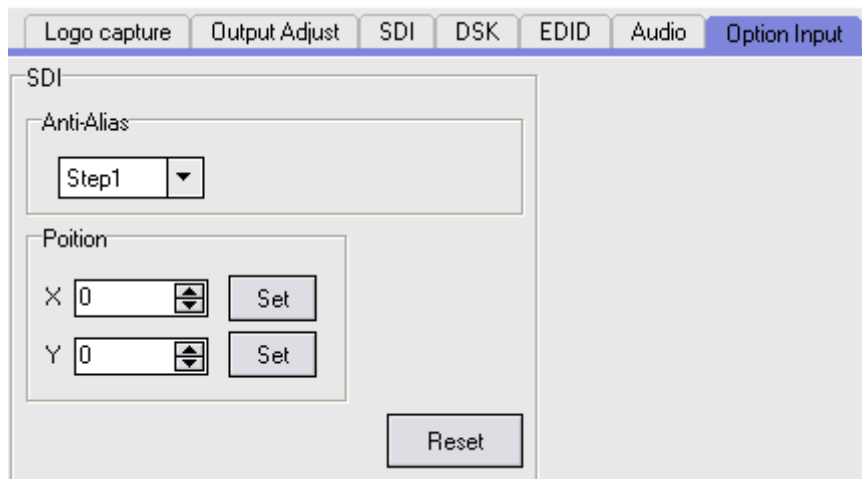 Logo capture Output Adjust SDI DSK EDID Audio Option Input
SDI
Anti-Alias
Step1
Poition
X 0 Set
Y 0 Set
Reset